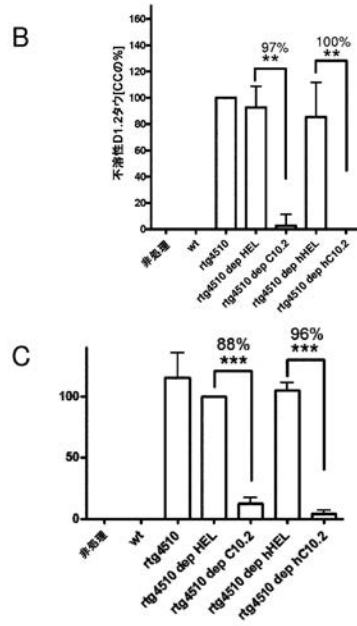 B
97%
**
100%
**
不溶性D1.2タウ[CCの%]
160
140
120
100
80
60
40
20
0
非処理
wt
rtg4510
rtg4510 dep HEL
rtg4510 dep C10.2
rtg4510 dep hHEL
rtg4510 dep hC10.2
C
88%
***
96%
***
100
50
0
非処理
wt
rtg4510
rtg4510 dep HEL
rtg4510 dep C10.2
rtg4510 dep hHEL
rtg4510 dep hC10.2